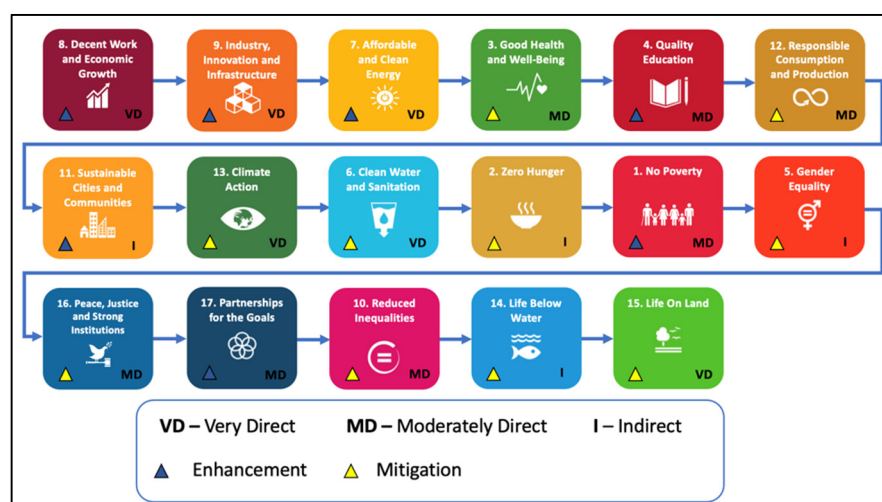 8. Decent Work
and Economic
Growth
VD
9. Industry,
Innovation and
Infrastructure
VD
7. Affordable
and Clean
Energy
VD
3. Good Health
and Well-Being
MD
4. Quality
Education
MD
12. Responsible
Consumption
and Production
MD
11. Sustainable
Cities and
Communities
I
13. Climate
Action
VD
6. Clean Water
and Sanitation
VD
2. Zero Hunger
I
1. No Poverty
MD
5. Gender
Equality
I
16. Peace, Justice
and Strong
Institutions
MD
17. Partnerships
for the Goals
MD
10. Reduced
Inequalities
MD
14. Life Below
Water
I
15. Life On Land
VD
VD – Very Direct MD – Moderately Direct I – Indirect
Enhancement Mitigation